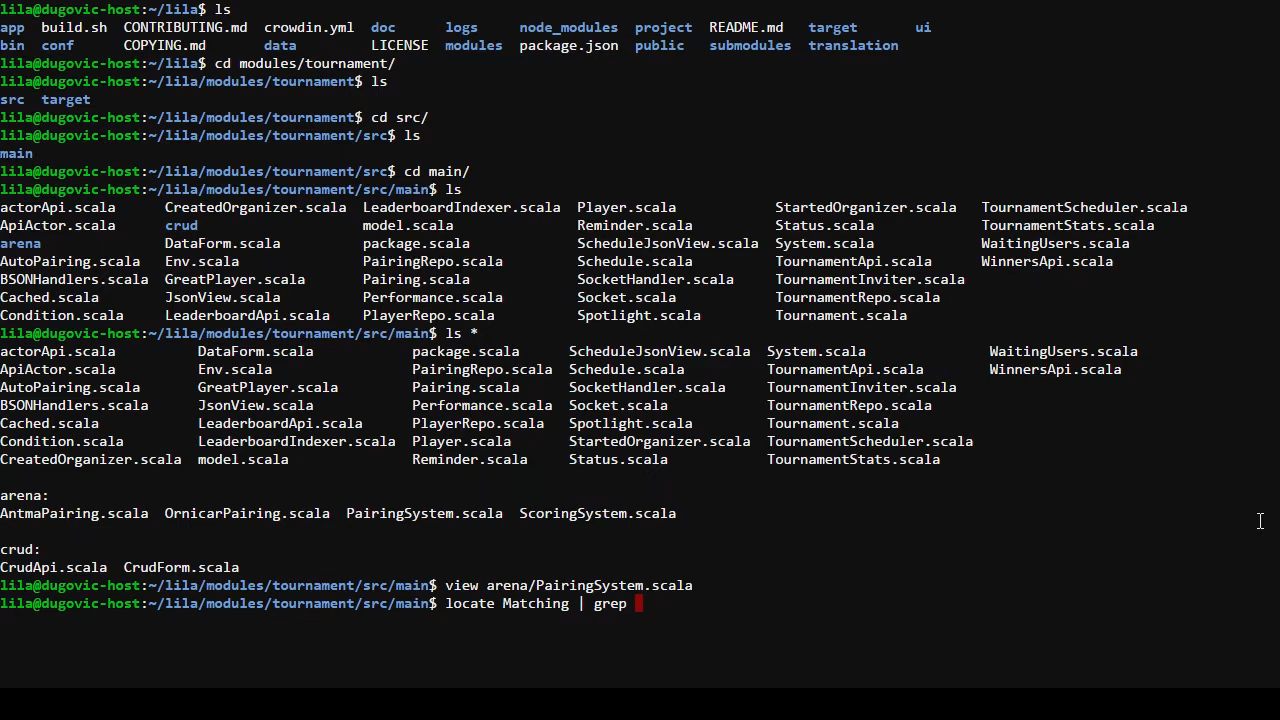 lila@dugovic-host:~/lila$ ls
app  build.sh  CONTRIBUTING.md  crowdin.yml  doc      logs     node_modules  project  README.md   target       ui
bin  conf      COPYING.md       data         LICENSE  modules  package.json  public   submodules  translation
lila@dugovic-host:~/lila$ cd modules/tournament/
lila@dugovic-host:~/lila/modules/tournament$ ls
src  target
lila@dugovic-host:~/lila/modules/tournament$ cd src/
lila@dugovic-host:~/lila/modules/tournament/src$ ls
main
lila@dugovic-host:~/lila/modules/tournament/src$ cd main/
lila@dugovic-host:~/lila/modules/tournament/src/main$ ls
actorApi.scala      CreatedOrganizer.scala  LeaderboardIndexer.scala  Player.scala            StartedOrganizer.scala   TournamentScheduler.scala
ApiActor.scala      crud                    model.scala               Reminder.scala          Status.scala             TournamentStats.scala
arena               DataForm.scala          package.scala             ScheduleJsonView.scala  System.scala             WaitingUsers.scala
AutoPairing.scala   Env.scala               PairingRepo.scala         Schedule.scala          TournamentApi.scala      WinnersApi.scala
BSONHandlers.scala  GreatPlayer.scala       Pairing.scala             SocketHandler.scala     TournamentInviter.scala
Cached.scala        JsonView.scala          Performance.scala         Socket.scala            TournamentRepo.scala
Condition.scala     LeaderboardApi.scala    PlayerRepo.scala          Spotlight.scala         Tournament.scala
lila@dugovic-host:~/lila/modules/tournament/src/main$ ls *
actorApi.scala          DataForm.scala            package.scala      ScheduleJsonView.scala  System.scala               WaitingUsers.scala
ApiActor.scala          Env.scala                 PairingRepo.scala  Schedule.scala          TournamentApi.scala        WinnersApi.scala
AutoPairing.scala       GreatPlayer.scala         Pairing.scala      SocketHandler.scala     TournamentInviter.scala
BSONHandlers.scala      JsonView.scala            Performance.scala  Socket.scala            TournamentRepo.scala
Cached.scala            LeaderboardApi.scala      PlayerRepo.scala   Spotlight.scala         Tournament.scala
Condition.scala         LeaderboardIndexer.scala  Player.scala       StartedOrganizer.scala  TournamentScheduler.scala
CreatedOrganizer.scala  model.scala               Reminder.scala     Status.scala            TournamentStats.scala
arena:
AntmaPairing.scala  OrnicarPairing.scala  PairingSystem.scala  ScoringSystem.scala
crud:
CrudApi.scala  CrudForm.scala
lila@dugovic-host:~/lila/modules/tournament/src/main$ view arena/PairingSystem.scala
lila@dugovic-host:~/lila/modules/tournament/src/main$ locate Matching | grep